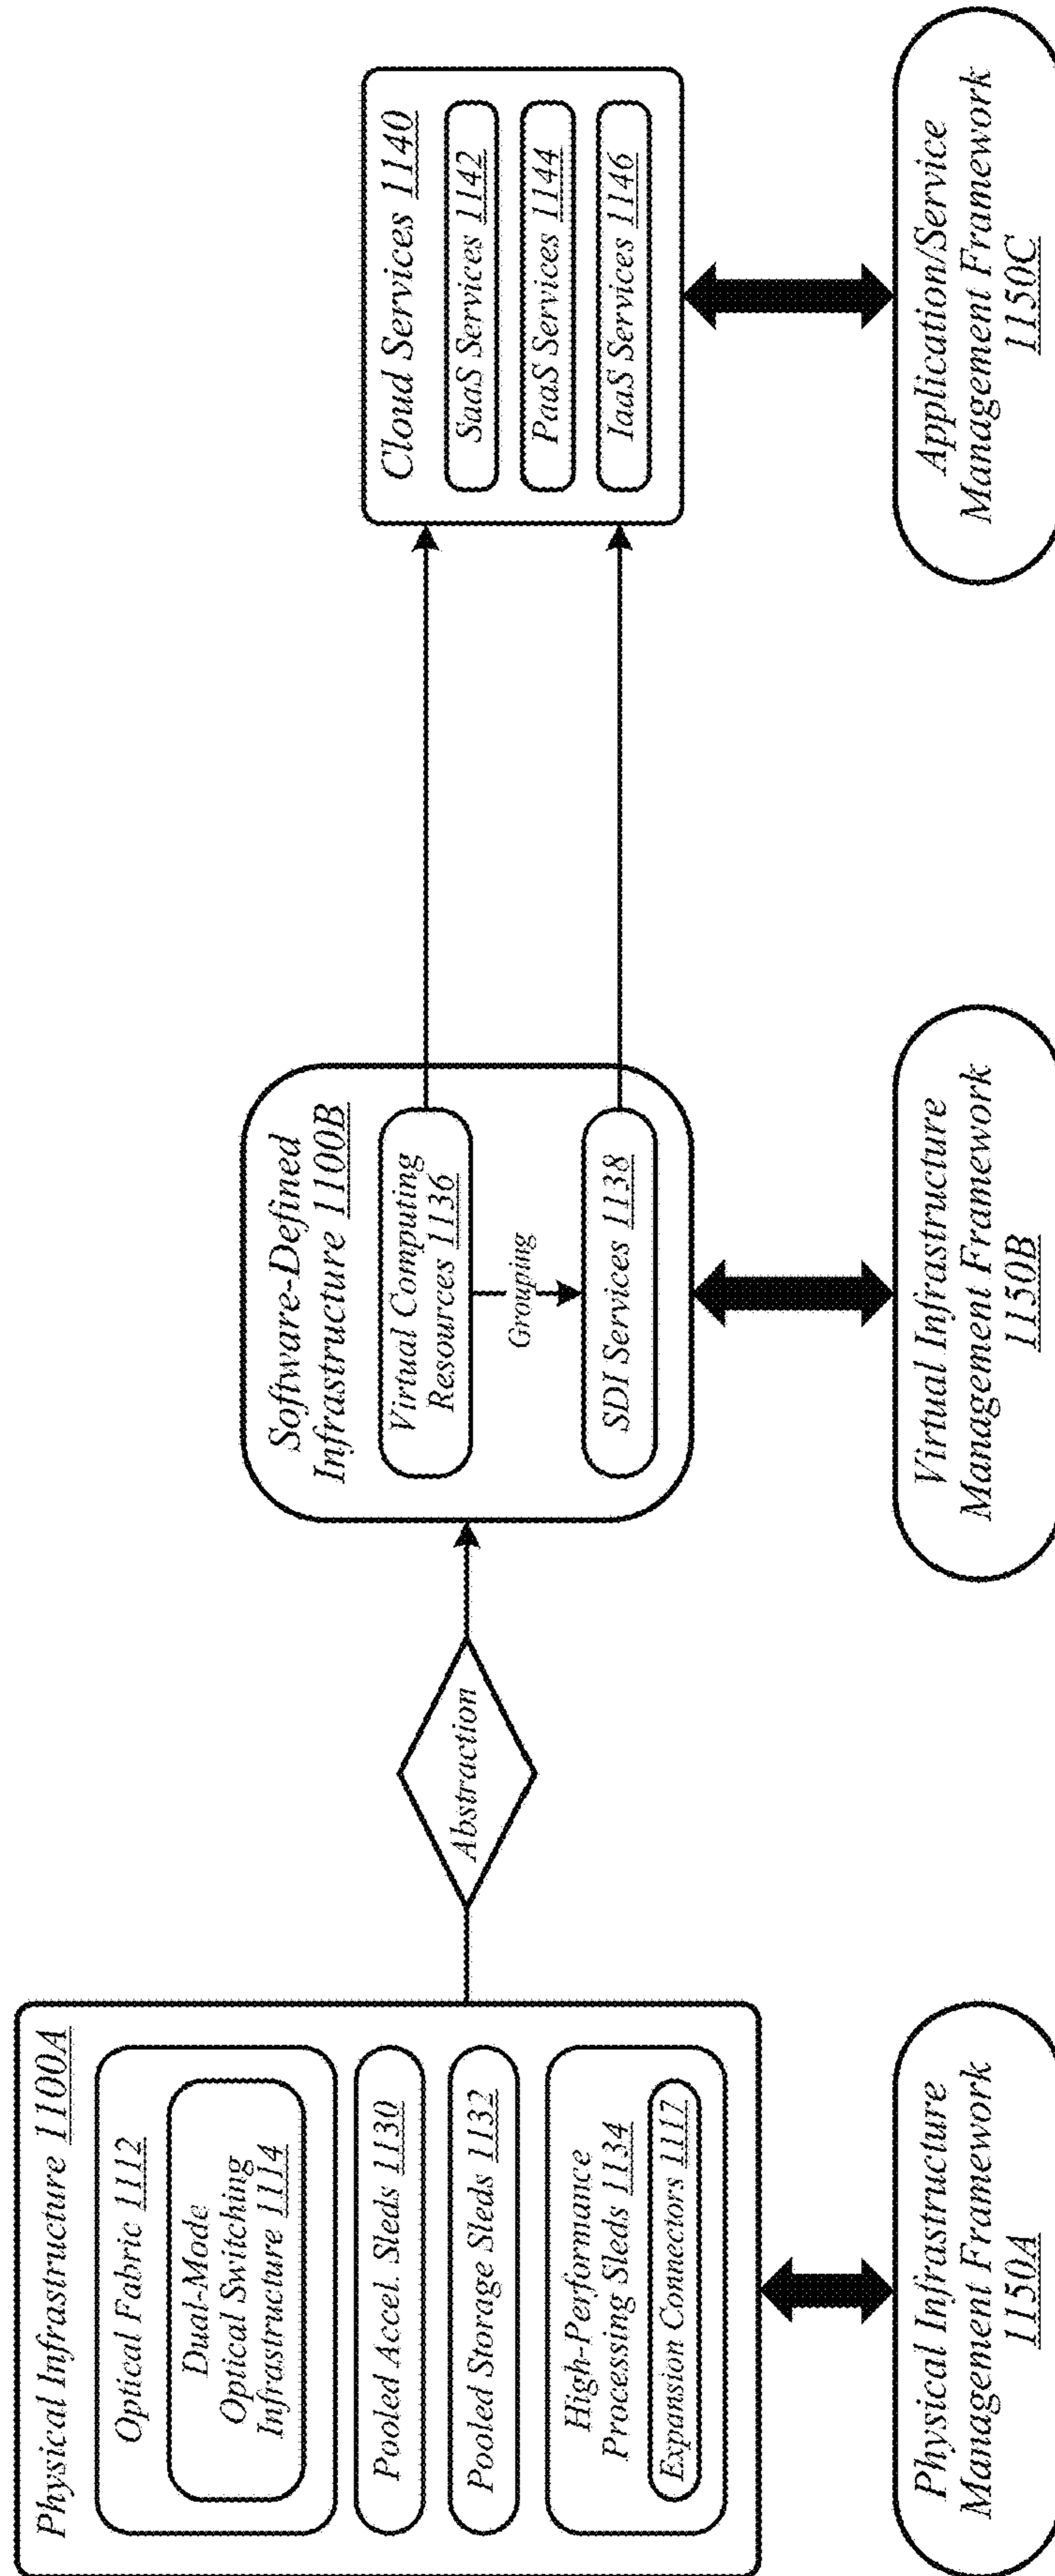 Physical Infrastructure 1100A
Optical Fabric 1112
Dual-Mode
Optical Switching
Infrastructure 1114
Pooled Accel. Sleds 1130
Pooled Storage Sleds 1132
High-Performance
Processing Sleds 1134
Expansion Connectors 1117
Physical Infrastructure
Management Framework
1150A
Abstraction
Software-Defined
Infrastructure 1100B
Virtual Computing
Resources 1136
Grouping
SDI Services 1138
Virtual Infrastructure
Management Framework
1150B
Cloud Services 1140
SaaS Services 1142
PaaS Services 1144
IaaS Services 1146
Application/Service
Management Framework
1150C